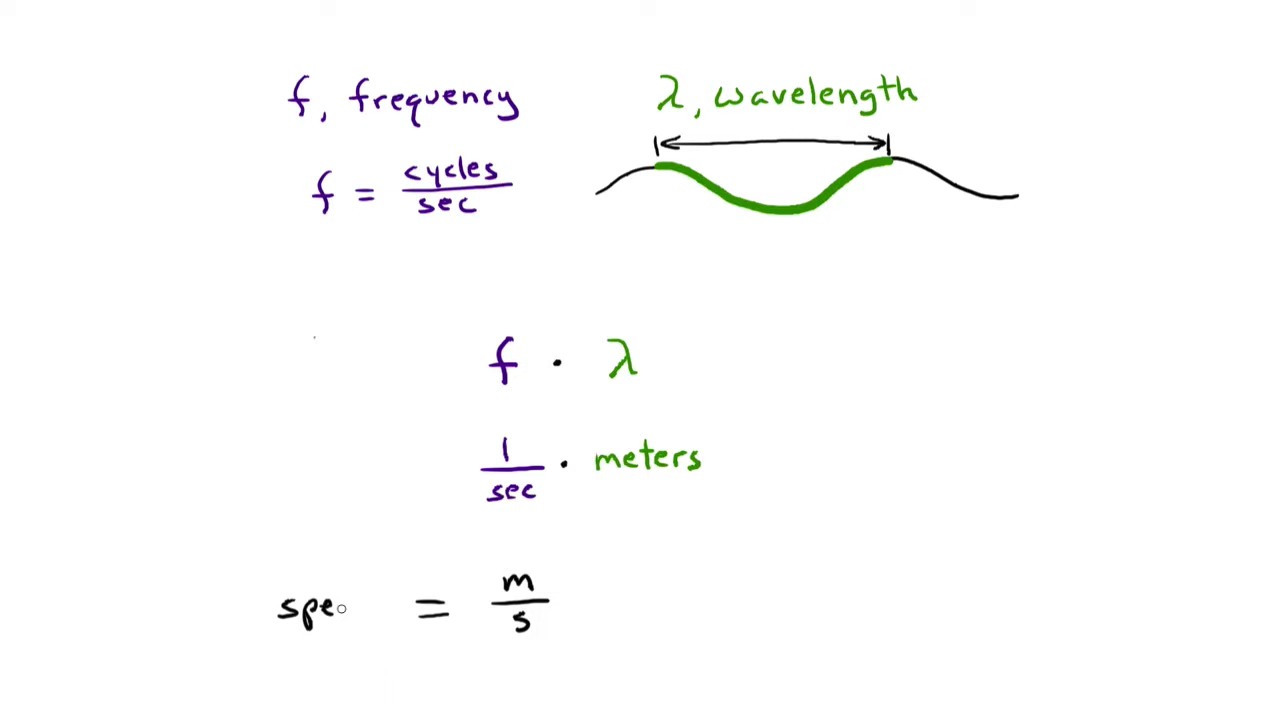 f, frequency
λ, wavelength
f = cycles/sec
f · λ
1/sec · meters
spe = m/s